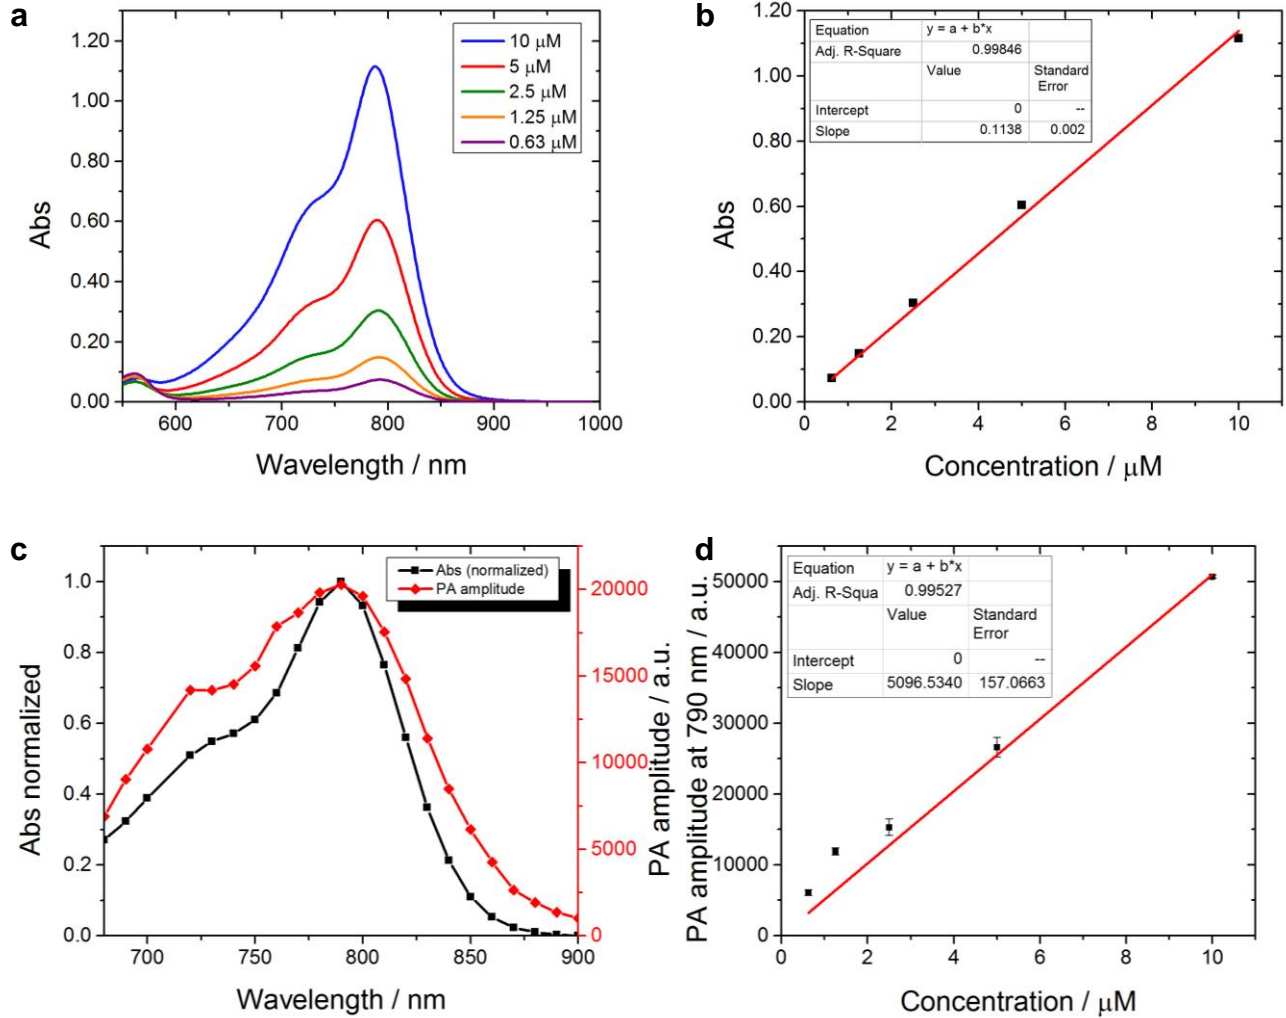 a
1.20
1.00
0.80
0.60
0.40
0.20
0.00
Abs
600
700
800
900
1000
Wavelength / nm
10 μM
5 μM
2.5 μM
1.25 μM
0.63 μM
b
1.20
1.00
0.80
0.60
0.40
0.20
0.00
Abs
0
2
4
6
8
10
Concentration / μM
Equation y = a + b*x
Adj. R-Square 0.99846
Value Standard
Error
Intercept 0 --
Slope 0.1138 0.002
c
1.0
0.8
0.6
0.4
0.2
0.0
Abs normalized
700
750
800
850
900
Wavelength / nm
Abs (normalized)
PA amplitude
20000
15000
10000
5000
0
PA amplitude / a.u.
d
50000
40000
30000
20000
10000
0
PA amplitude at 790 nm / a.u.
0
2
4
6
8
10
Concentration / μM
Equation y = a + b*x
Adj. R-Squa 0.99527
Value Standard
Error
Intercept 0 --
Slope 5096.5340 157.0663